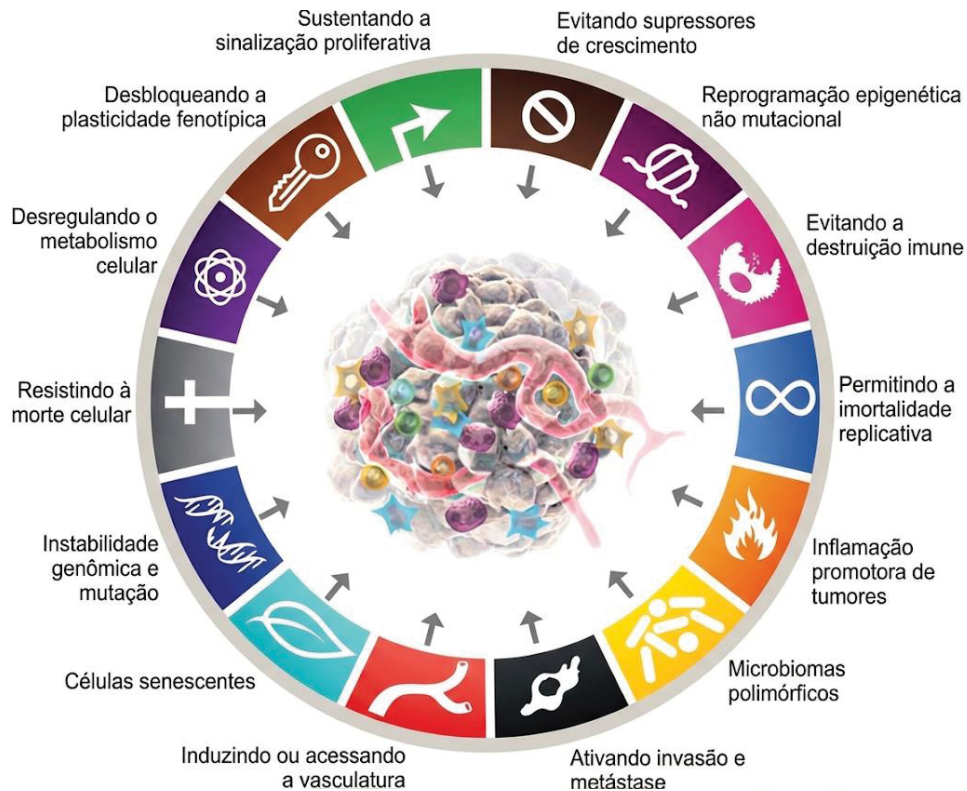 Sustentando a
sinalização proliferativa
Evitando supressores
de crescimento
Desbloqueando a
plasticidade fenotípica
Reprogramação epigenética
não mutacional
Desregulando o
metabolismo
celular
Evitando a
destruição imune
Resistindo à
morte celular
Permitindo a
imortalidade
replicativa
Instabilidade
genômica e
mutação
Inflamação
promotora de
tumores
Células senescentes
Microbiomas
polimórficos
Induzindo ou acessando
a vasculatura
Ativando invasão e
metástase